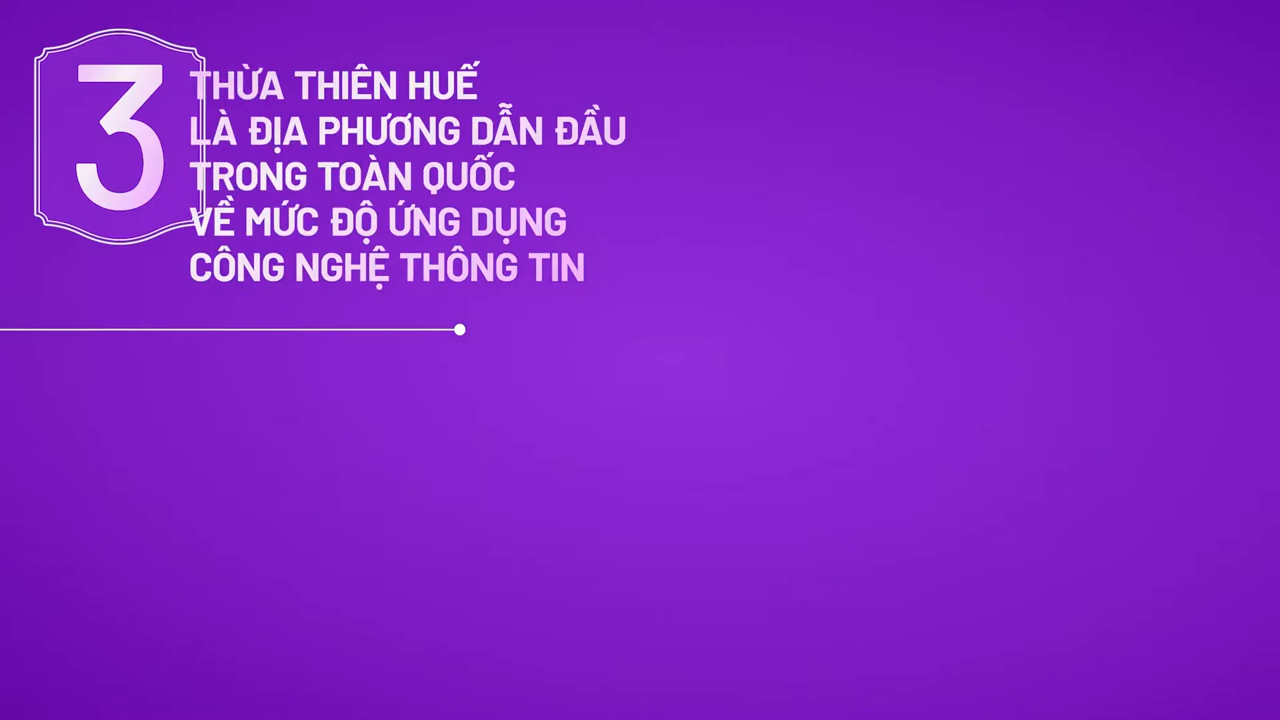 3
THỪA THIÊN HUẾ
LÀ ĐỊA PHƯƠNG DẪN ĐẦU
TRONG TOÀN QUỐC
VỀ MỨC ĐỘ ỨNG DỤNG
CÔNG NGHỆ THÔNG TIN